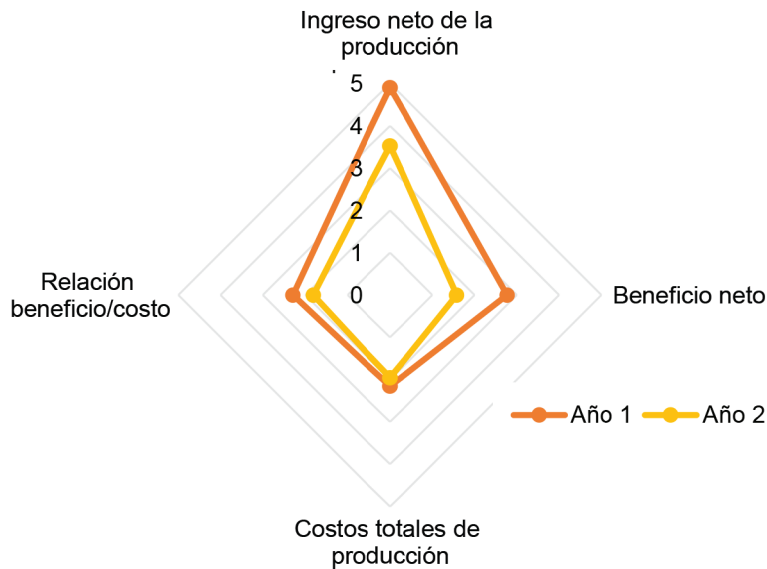 Ingreso neto de la
producción
5
4
3
2
1
0
Relación
beneficio/costo
Beneficio neto
Año 1
Año 2
Costos totales de
producción